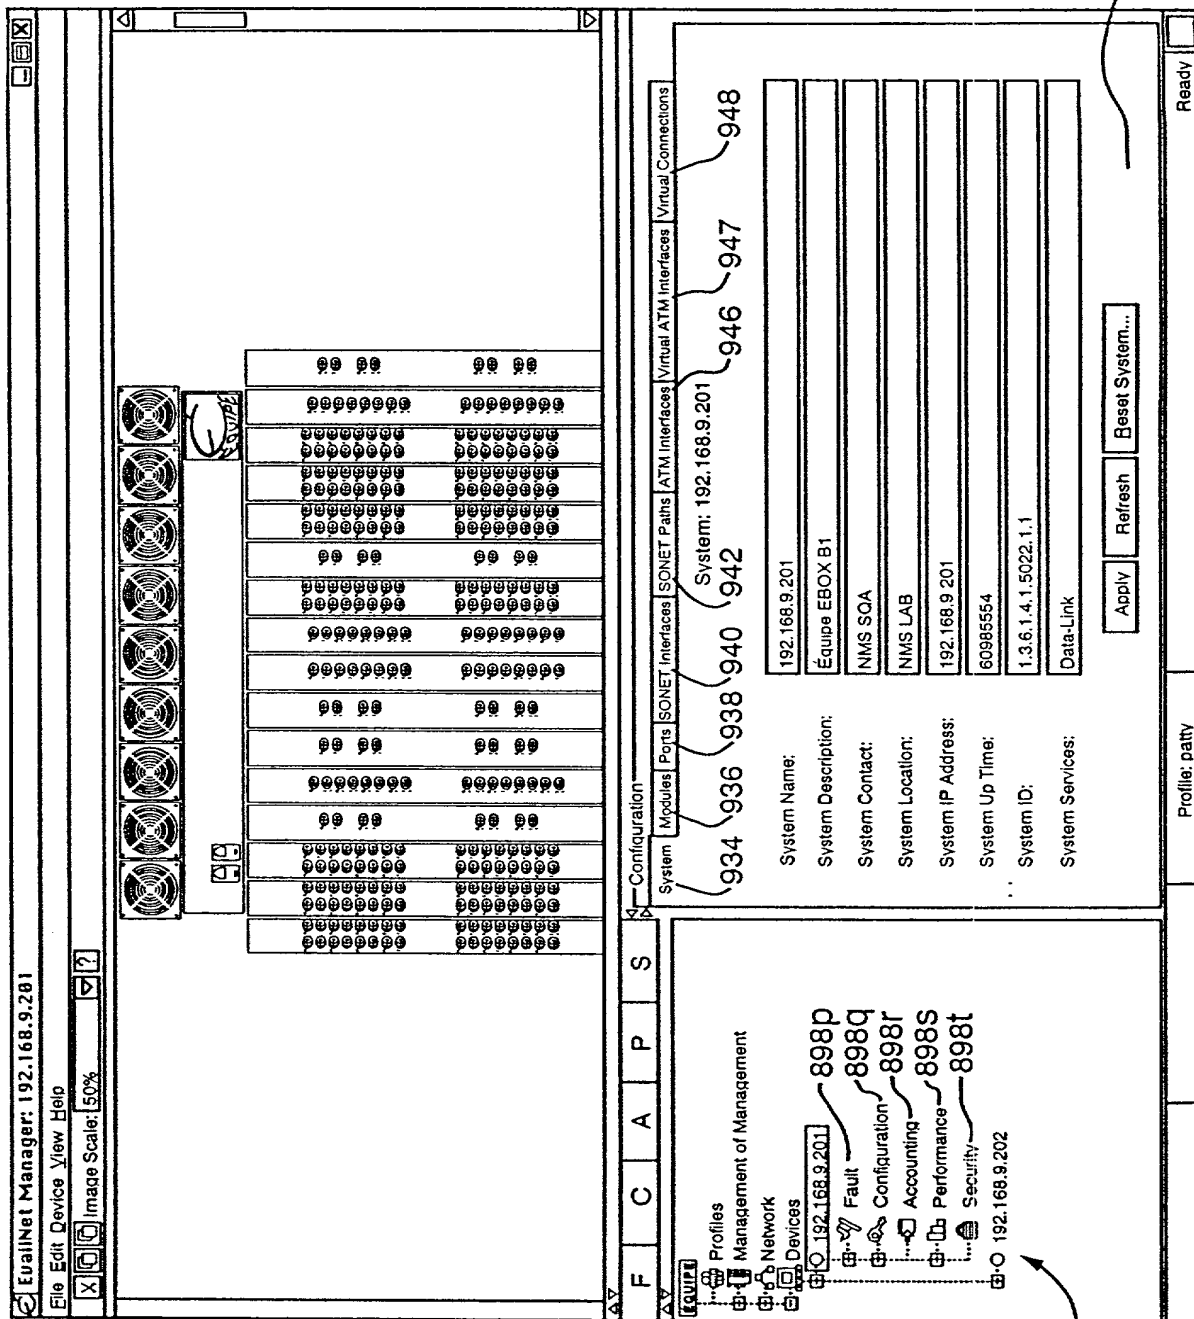 EualNet Manager: 192.168.9.201
File Edit Device View Help
X Image Scale: 50% ?
EQUIPE
F C A P S
EQUIPE
Profiles
Management of Management
Network
Devices
192.168.9.201 898p
Fault 898q
Configuration 898r
Accounting 898s
Performance 898t
Security
192.168.9.202
Configuration
System Modules Ports SONET Interfaces SONET Paths ATM Interfaces Virtual ATM Interfaces Virtual Connections
934 936 938 940 942 946 947 948
System: 192.168.9.201
System Name: 192.168.9.201
System Description: Equipe EBOX B1
System Contact: NMS SQA
System Location: NMS LAB
System IP Address: 192.168.9 201
System Up Time: 60985554
System ID: 1.3.6.1.4.1.5022.1.1
System Services: Data-Link
Apply Refresh Reset System...
Profile: patty Ready